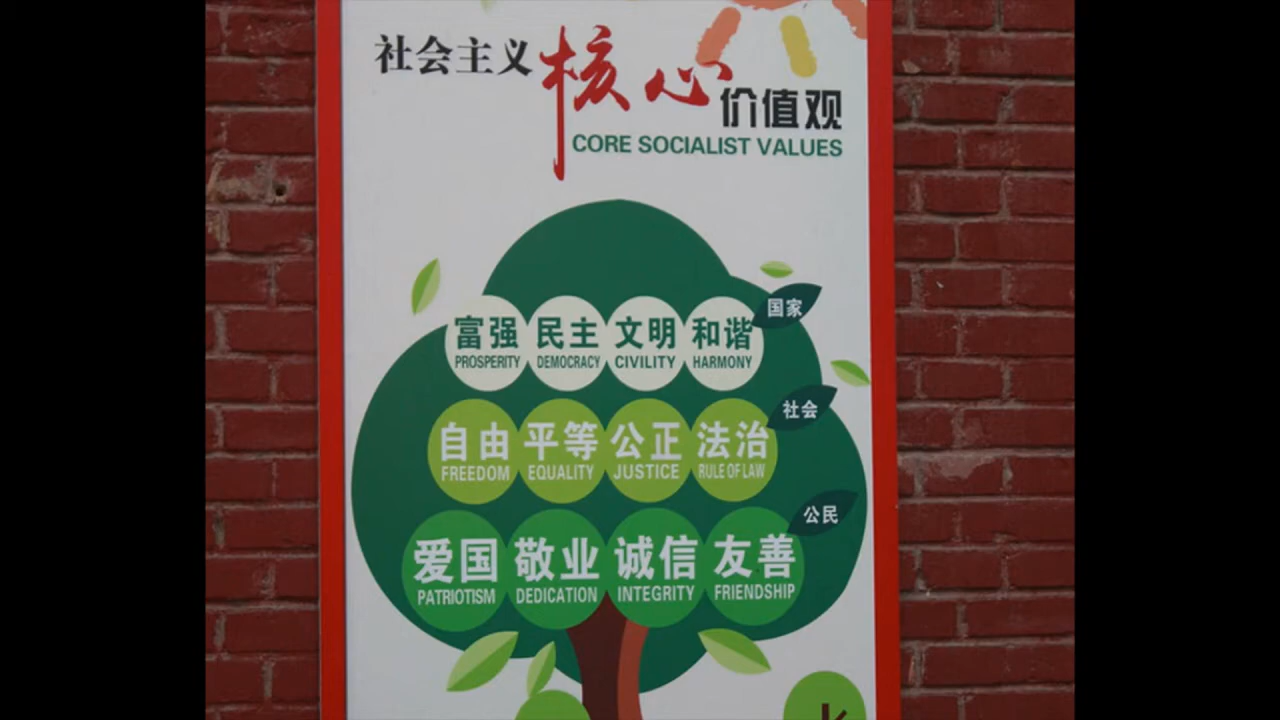 社会主义核心价值观
CORE SOCIALIST VALUES
富强 民主 文明 和谐 国家
PROSPERITY DEMOCRACY CIVILITY HARMONY
社会
自由 平等 公正 法治
FREEDOM EQUALITY JUSTICE RULE OF LAW
公民
爱国 敬业 诚信 友善
PATRIOTISM DEDICATION INTEGRITY FRIENDSHIP